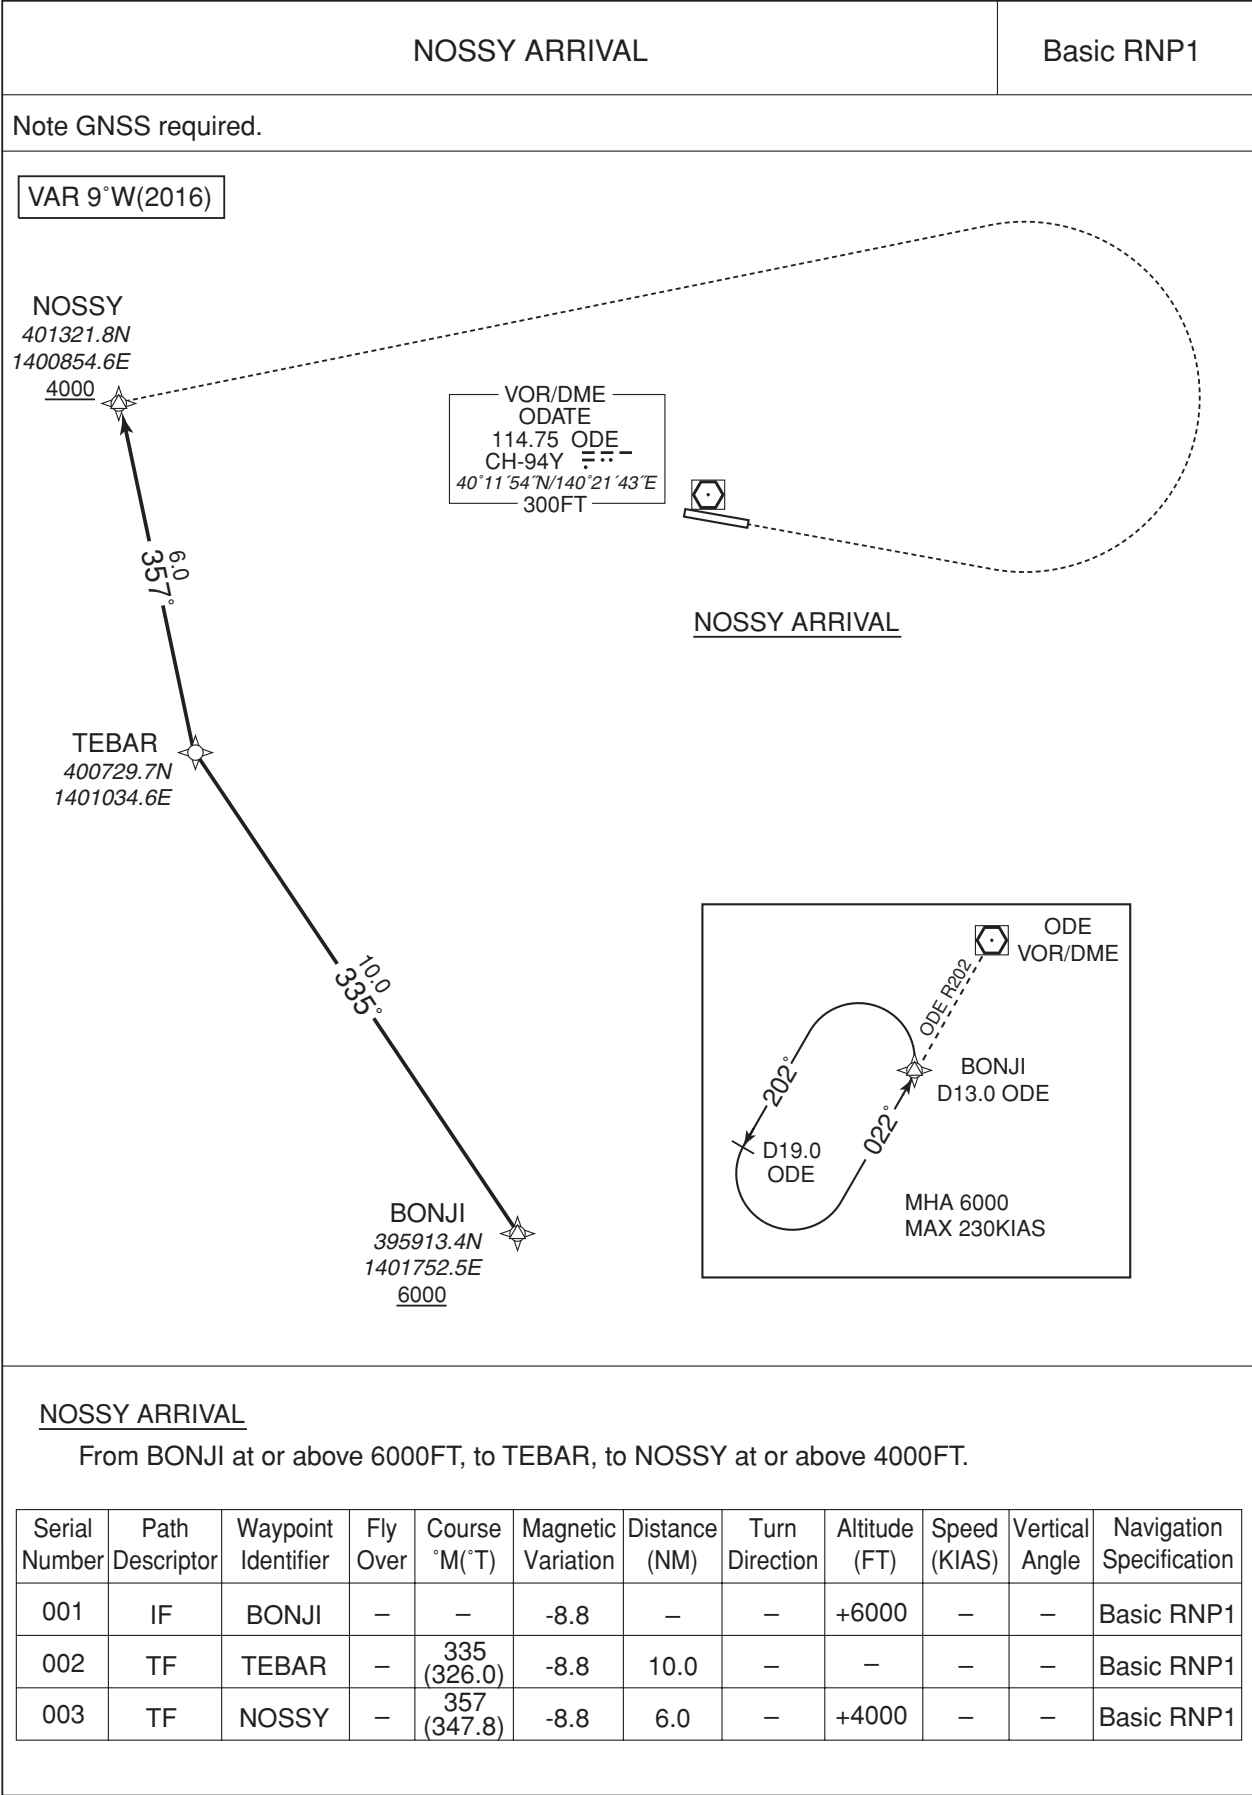 NOSSY ARRIVAL
Basic RNP1
Note GNSS required.
VAR 9°W(2016)
NOSSY
401321.8N
1400854.6E
4000
VOR/DME
ODATE
114.75 ODE
CH-94Y
40°11´54˝N/140°21´43˝E
300FT
NOSSY ARRIVAL
6.0
357°
TEBAR
400729.7N
1401034.6E
10.0
335°
BONJI
395913.4N
1401752.5E
6000
ODE
VOR/DME
ODE R202
BONJI
D13.0 ODE
202°
022°
D19.0
ODE
MHA 6000
MAX 230KIAS
NOSSY ARRIVAL
From BONJI at or above 6000FT, to TEBAR, to NOSSY at or above 4000FT.
Serial Number Path Descriptor Waypoint Identifier Fly Over Course °M(°T) Magnetic Variation Distance (NM) Turn Direction Altitude (FT) Speed (KIAS) Vertical Angle Navigation Specification
001 IF BONJI – – -8.8 – – +6000 – – Basic RNP1
002 TF TEBAR – 335 (326.0) -8.8 10.0 – – – – Basic RNP1
003 TF NOSSY – 357 (347.8) -8.8 6.0 – +4000 – – Basic RNP1